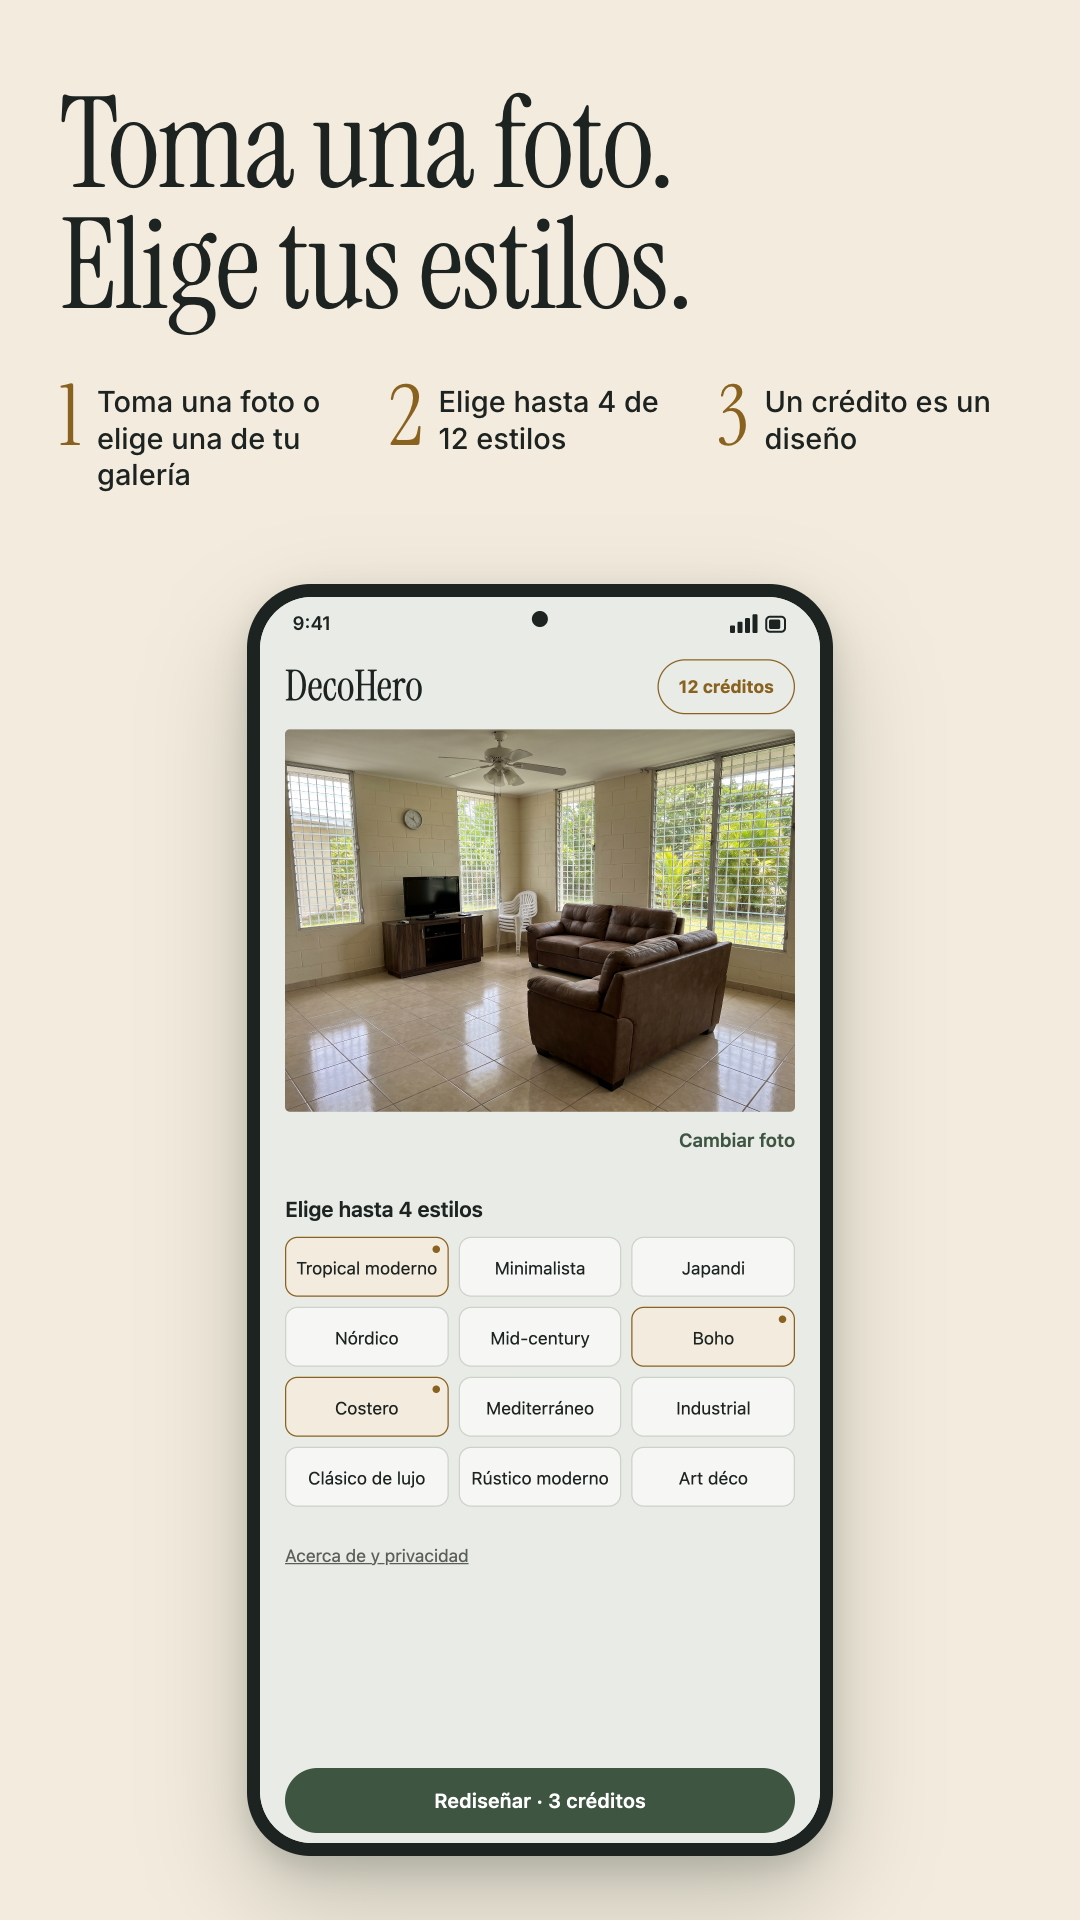 Toma una foto.
Elige tus estilos.
1 Toma una foto o
elige una de tu
galería
2 Elige hasta 4 de
12 estilos
3 Un crédito es un
diseño
9:41
DecoHero
12 créditos
Cambiar foto
Elige hasta 4 estilos
Tropical moderno
Minimalista
Japandi
Nórdico
Mid-century
Boho
Costero
Mediterráneo
Industrial
Clásico de lujo
Rústico moderno
Art déco
Acerca de y privacidad
Rediseñar · 3 créditos